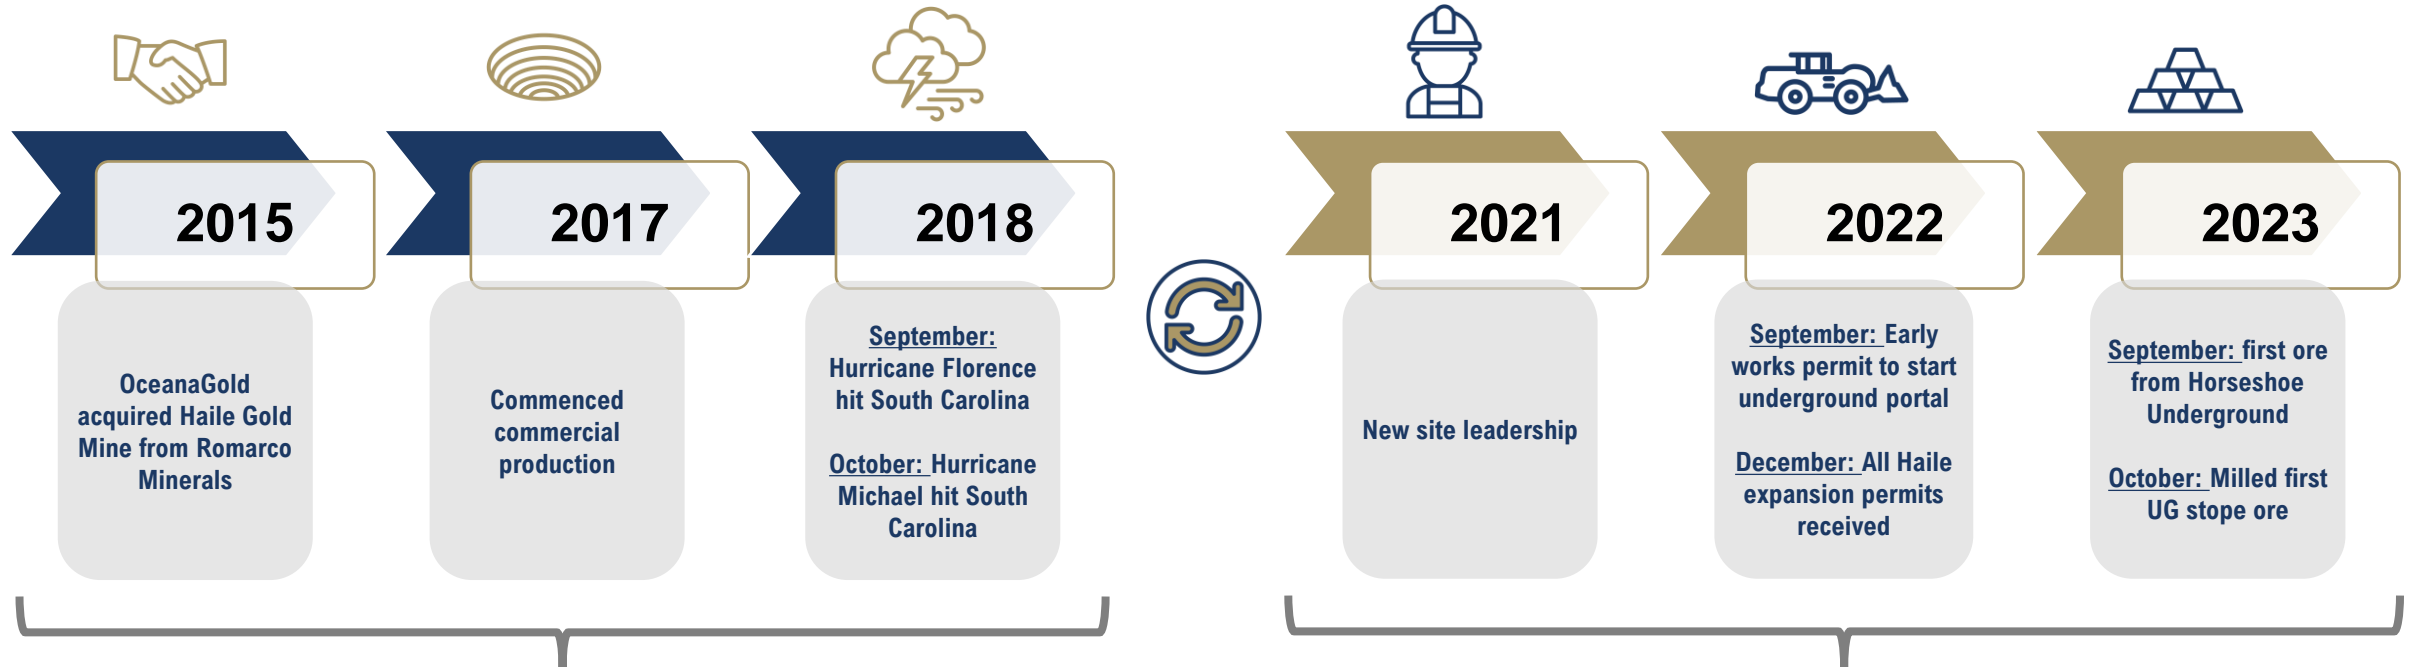 2015
OceanaGold
acquired Haile Gold
Mine from Romarco
Minerals
2017
Commenced
commercial
production
2018
September:
Hurricane Florence
hit South Carolina
October: Hurricane
Michael hit South
Carolina
2021
New site leadership
2022
September: Early
works permit to start
underground portal
December: All Haile
expansion permits
received
2023
September: first ore
from Horseshoe
Underground
October: Milled first
UG stope ore